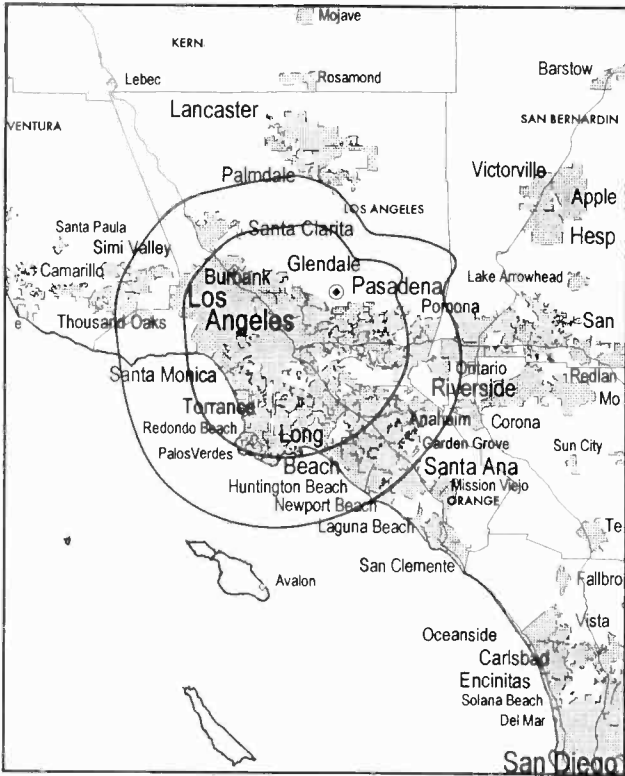 Mojave
KERN
Lebec
Rosamond
Barstow
Lancaster
SAN BERNARDIN
VENTURA
Palmdale
Victorville
LOS ANGELES
Apple
Santa Paula
Santa Clarita
Hesp
Simi Valley
Glendale
Camarillo
Burbank
Pasadena
Lake Arrowhead
Los
Pomona
e
Thousand Oaks
Angeles
San
Santa Monica
Ontario
Redlan
Riverside
Mo
Torrance
Anaheim
Corona
Redondo Beach
Long
Garden Grove
Sun City
PalosVerdes
Beach
Santa Ana
Huntington Beach
Mission Viejo
Newport Beach
ORANGE
Laguna Beach
Te
San Clemente
Avalon
Fallbro
Vista
Oceanside
Carlsbad
Encinitas
Solana Beach
Del Mar
San Diego